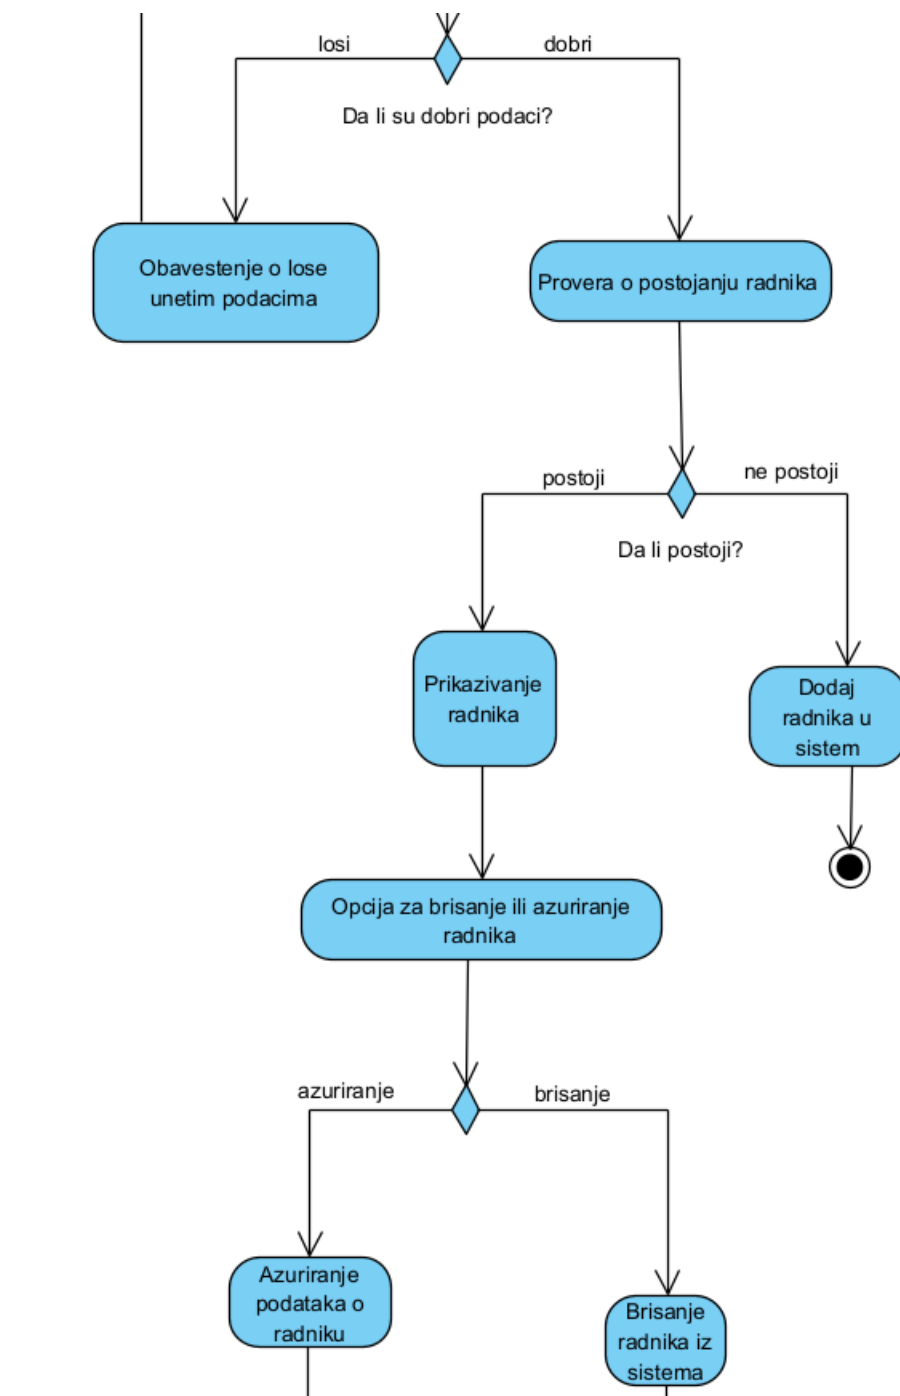 losi
dobri
Da li su dobri podaci?
Obavestenje o lose
unetim podacima
Provera o postojanju radnika
postoji
ne postoji
Da li postoji?
Prikazivanje
radnika
Dodaj
radnika u
sistem
Opcija za brisanje ili azuriranje
radnika
azuriranje
brisanje
Azuriranje
podataka o
radniku
Brisanje
radnika iz
sistema